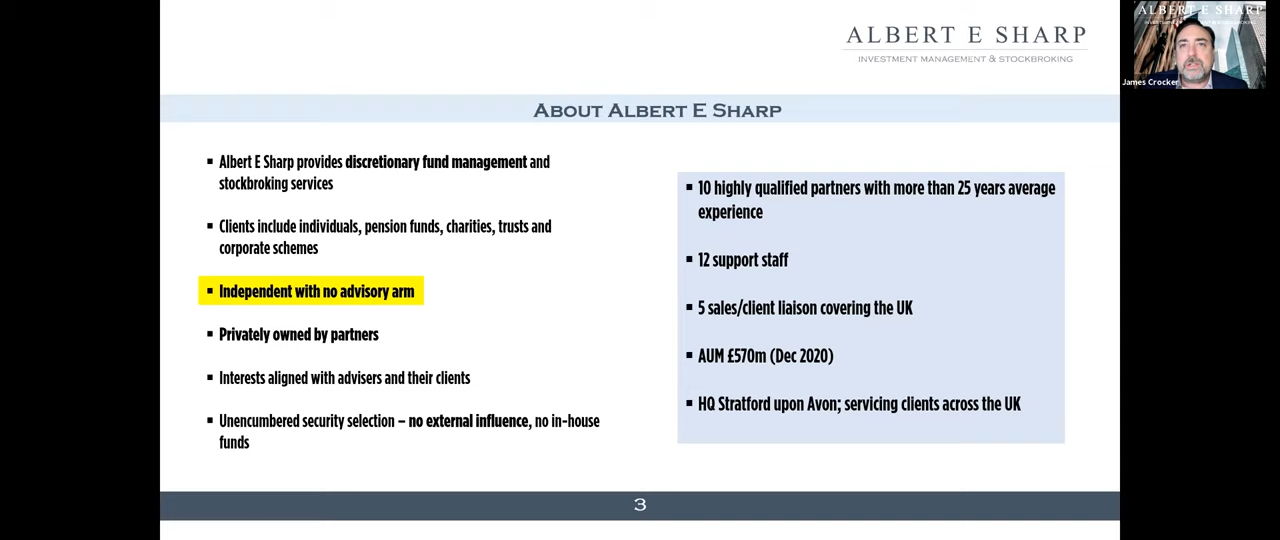 ALBERT E SHARP
INVESTMENT MANAGEMENT & STOCKBROKING
ABOUT ALBERT E SHARP
▪ Albert E Sharp provides discretionary fund management and
stockbroking services
▪ Clients include individuals, pension funds, charities, trusts and
corporate schemes
▪ Independent with no advisory arm
▪ Privately owned by partners
▪ Interests aligned with advisers and their clients
▪ Unencumbered security selection – no external influence, no in-house
funds
▪ 10 highly qualified partners with more than 25 years average
experience
▪ 12 support staff
▪ 5 sales/client liaison covering the UK
▪ AUM £570m (Dec 2020)
▪ HQ Stratford upon Avon; servicing clients across the UK
3
ALBERT E SHARP
James Crocker